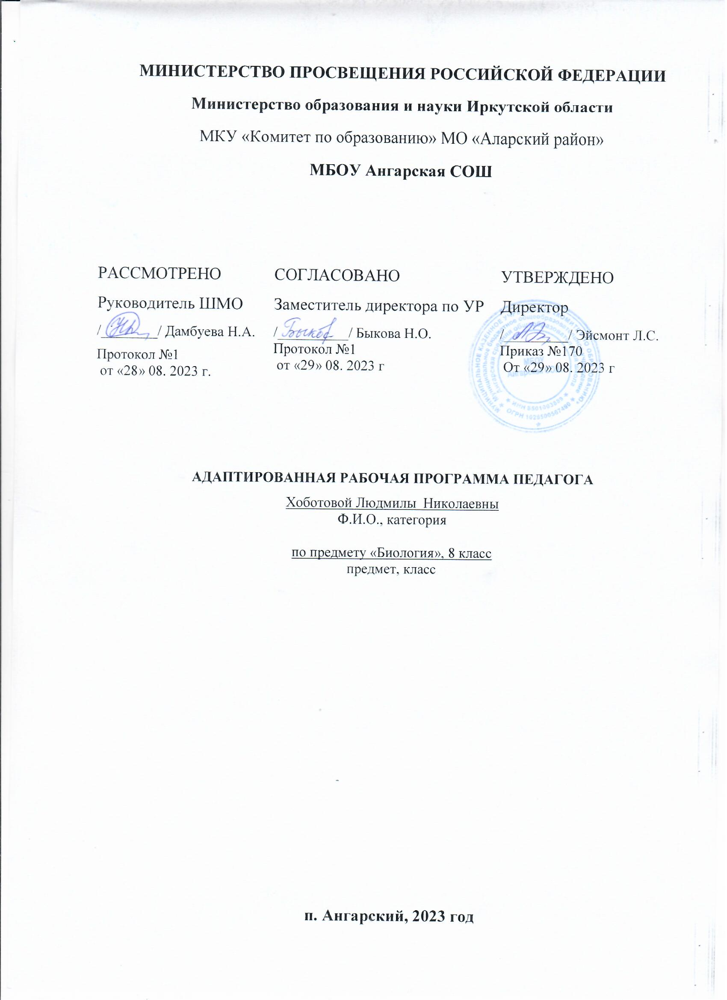 МИНИСТЕРСТВО ПРОСВЕЩЕНИЯ РОССИЙСКОЙ ФЕДЕРАЦИИ
Министерство образования и науки Иркутской области
МКУ «Комитет по образованию» МО «Аларский район»
МБОУ Ангарская СОШ
РАССМОТРЕНО
Руководитель ШМО
/________/ Дамбуева Н.А.
Протокол №1
от «28» 08. 2023 г.
СОГЛАСОВАНО
Заместитель директора по УР
/Быков/ Быкова Н.О.
Протокол №1
от «29» 08. 2023 г
УТВЕРЖДЕНО
Директор
/_________/ Эйсмонт Л.С.
Приказ №170
От «29» 08. 2023 г
МБОУ
АДАПТИРОВАННАЯ РАБОЧАЯ ПРОГРАММА ПЕДАГОГА
Хоботовой Людмилы  Николаевны
Ф.И.О., категория
по предмету «Биология», 8 класс
предмет, класс
п. Ангарский, 2023 год